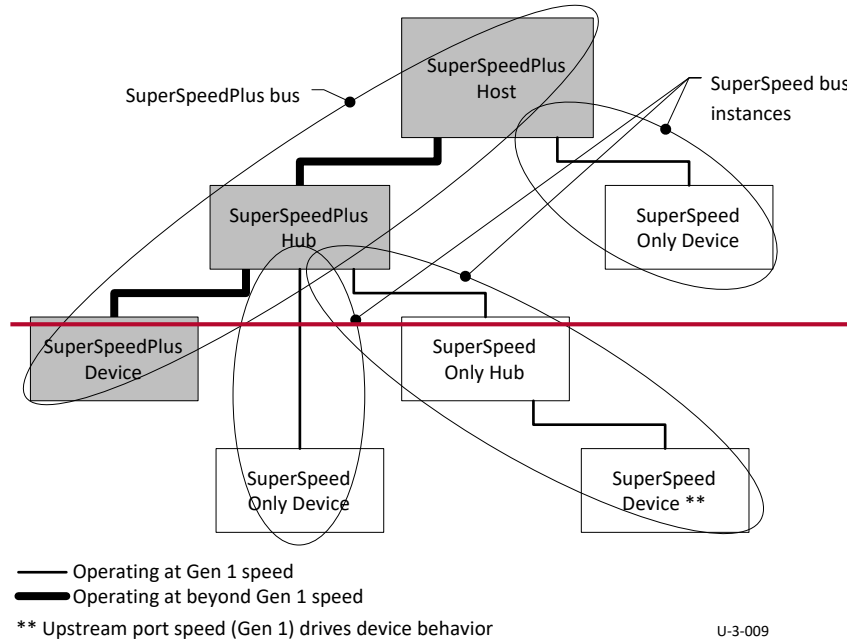 SuperSpeedPlus
Host
SuperSpeedPlus bus
SuperSpeed bus
instances
SuperSpeedPlus
Hub
SuperSpeed
Only Device
SuperSpeedPlus
Device
SuperSpeed
Only Hub
SuperSpeed
Only Device
SuperSpeed
Device **
Operating at Gen 1 speed
Operating at beyond Gen 1 speed
** Upstream port speed (Gen 1) drives device behavior
U-3-009